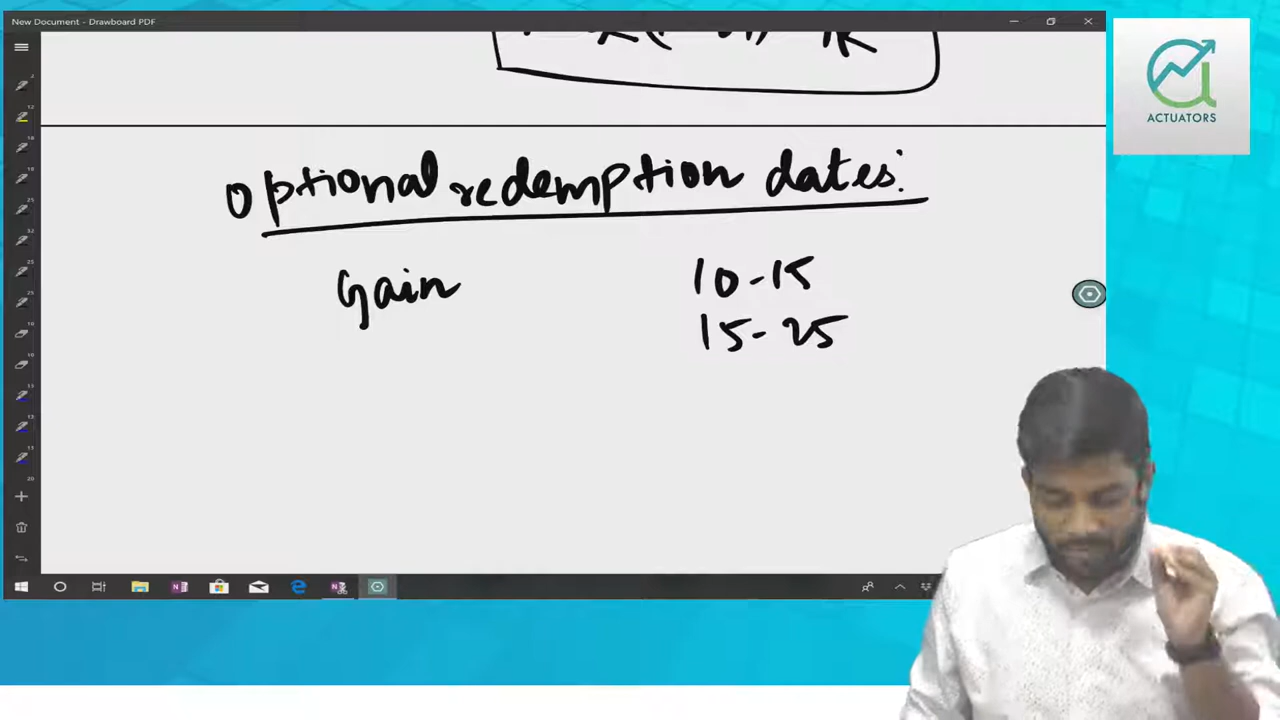 New Document - Drawboard PDF
ACTUATORS
optional redemption dates:
Gain
10-15
15-25